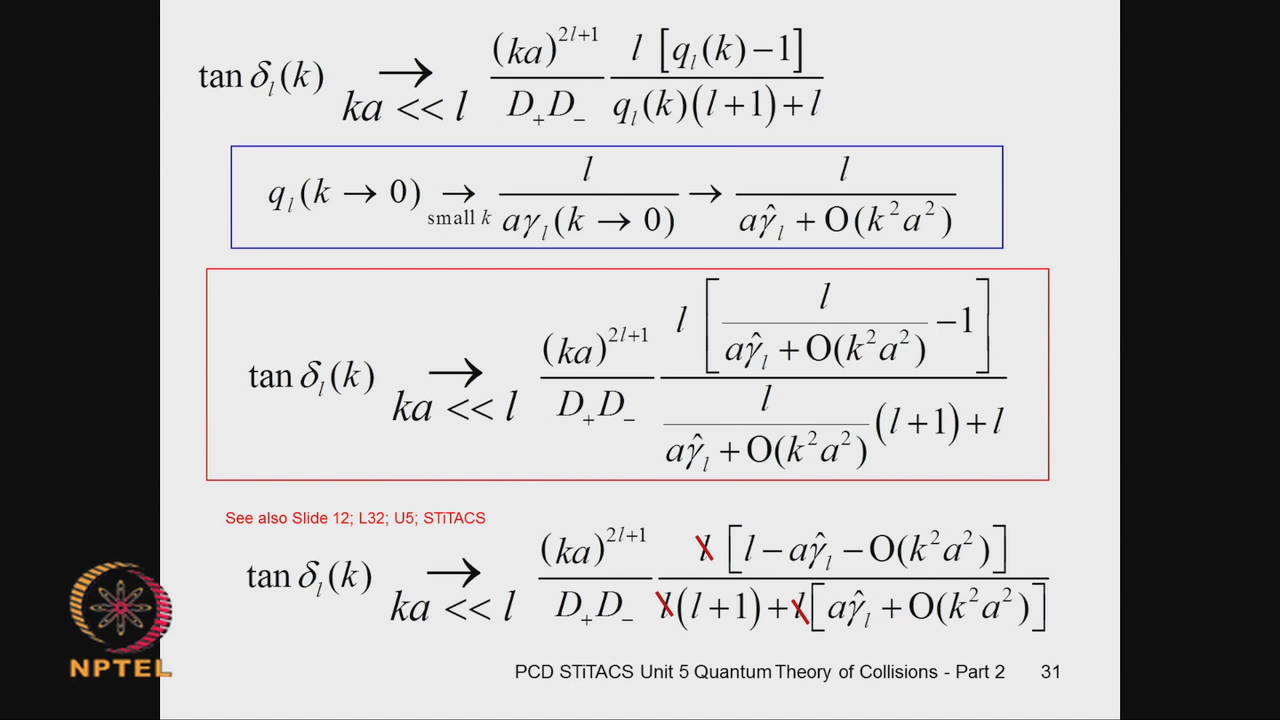 tan δ_l(k) → ka << l (ka)^{2l+1} / D_+D_- l [q_l(k) − 1] / q_l(k)(l+1)+l
q_l(k → 0) → small k l / aγ_l(k → 0) → l / aγ̂_l + O(k²a²)
tan δ_l(k) → ka << l (ka)^{2l+1} / D_+D_- l [ l / aγ̂_l + O(k²a²) − 1 ] / l / aγ̂_l + O(k²a²) (l+1)+l
See also Slide 12; L32; U5; STiTACS
tan δ_l(k) → ka << l (ka)^{2l+1} / D_+D_- l [l − aγ̂_l − O(k²a²)] / l(l+1)+l[aγ̂_l + O(k²a²)]
NPTEL
PCD STiTACS Unit 5 Quantum Theory of Collisions - Part 2 31